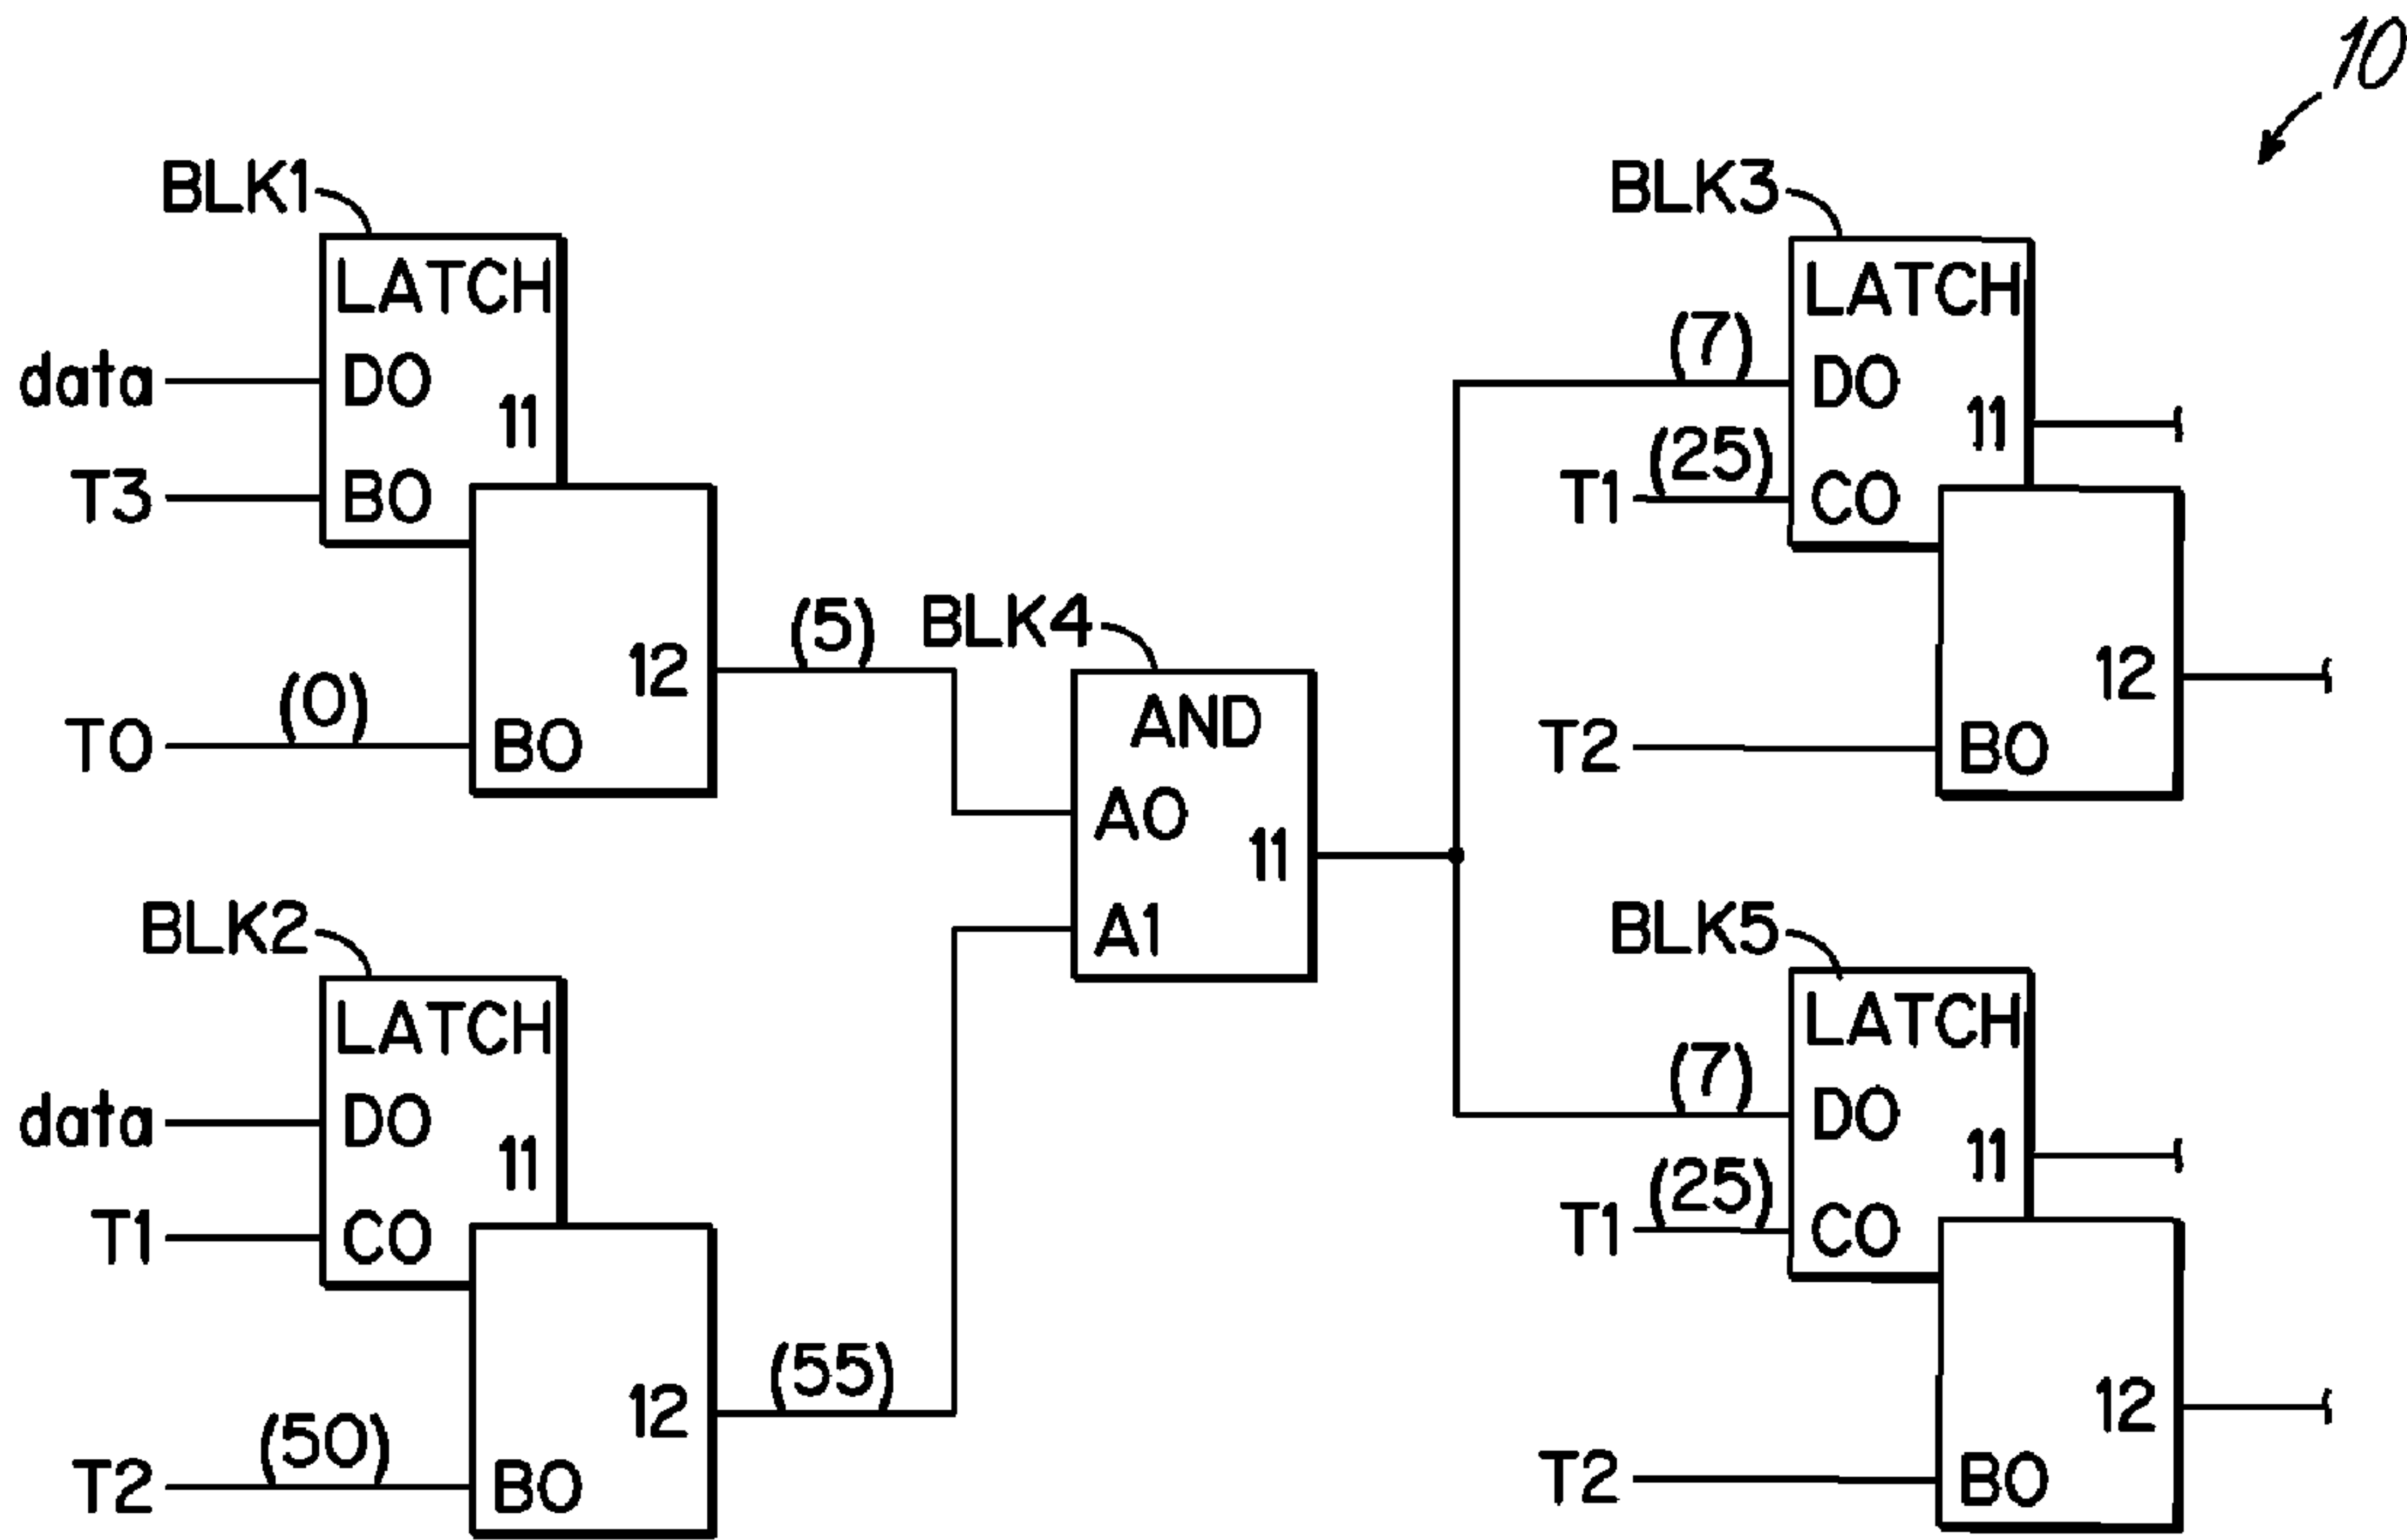 10
BLK1
LATCH
data DO
11
T3 BO
12
(0)
T0 BO
(5)
BLK2
LATCH
data DO
11
T1 CO
12
(50)
T2 BO
(55)
BLK4
AND
A0
11
A1
BLK3
LATCH
(7)
DO
11
(25)
T1 CO
12
T2 BO
BLK5
LATCH
(7)
DO
11
(25)
T1 CO
12
T2 BO